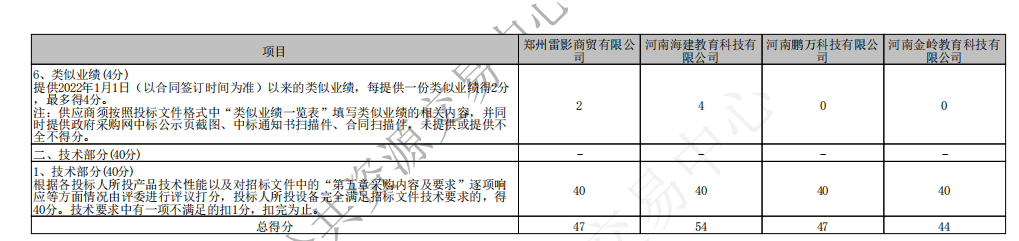 项目
郑州雷影商贸有限公
司
河南海建教育科技有
限公司
河南鹏万科技有限公
司
河南金岭教育科技有
限公司
6、类似业绩(4分)
提供2022年1月1日（以合同签订时间为准）以来的类似业绩，每提供一份类似业绩得2分
，最多得4分。
注：供应商须按照投标文件格式中“类似业绩一览表”填写类似业绩的相关内容，并同
时提供政府采购网中标公示页截图、中标通知书扫描件、合同扫描件，未提供或提供不
全不得分。
2 4 0 0
二、技术部分(40分) – – – –
1、技术部分(40分)
根据各投标人所投产品技术性能以及对招标文件中的“第五章采购内容及要求”逐项响
应等方面情况由评委进行评议打分，投标人所投设备完全满足招标文件技术要求的，得
40分。技术要求中有一项不满足的扣1分，扣完为止。
40 40 40 40
总得分 47 54 47 44
共资源交易中心
易中心